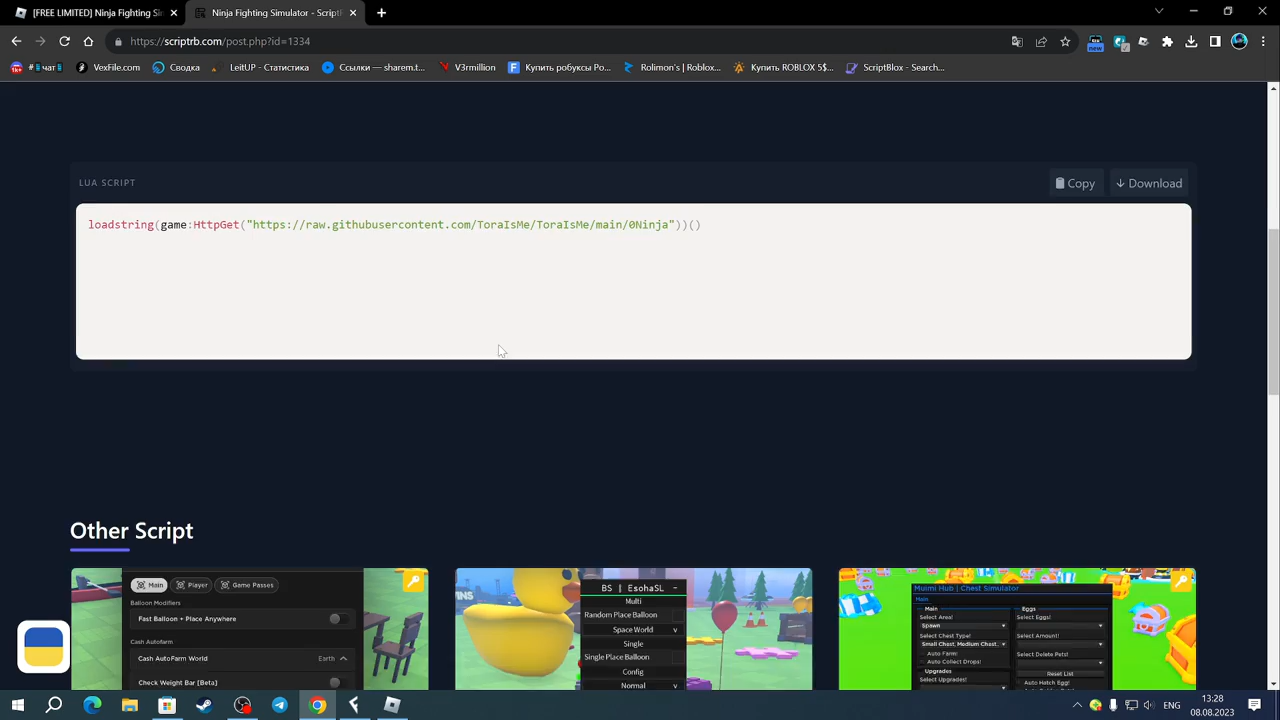 [FREE LIMITED] Ninja Fighting Sim
Ninja Fighting Simulator - ScriptF
https://scriptrb.com/post.php?id=1334
new
VexFile.com
Сводка
LeitUP - Статистика
Ссылки — sharem.t...
V3rmillion
Купить робуксы Ро...
Rolimon's | Roblox...
Купить ROBLOX 5$...
ScriptBlox - Search...
LUA SCRIPT
Copy
Download
loadstring(game:HttpGet("https://raw.githubusercontent.com/ToraIsMe/ToraIsMe/main/0Ninja"))()
Other Script
Main
Player
Game Passes
Balloon Modifiers
Fast Balloon + Place Anywhere
Cash Autofarm
Cash AutoFarm World
Earth
Check Weight Bar [Beta]
BS | EsohaSL -
Multi
Random Place Balloon
Space World v
Single
Single Place Balloon
Config
Normal v
Muimi Hub | Chest Simulator
Main
Main
Select Area!
Spawn
Select Chest Type!
Small Chest, Medium Chest,
Auto Farm!
Auto Collect Drops!
Upgrades
Select Upgrades!
Eggs
Select Eggs!
Select Amount!
Select Delete Pets!
Reset List
Auto Hatch Egg!
ENG
13:28
08.08.2023